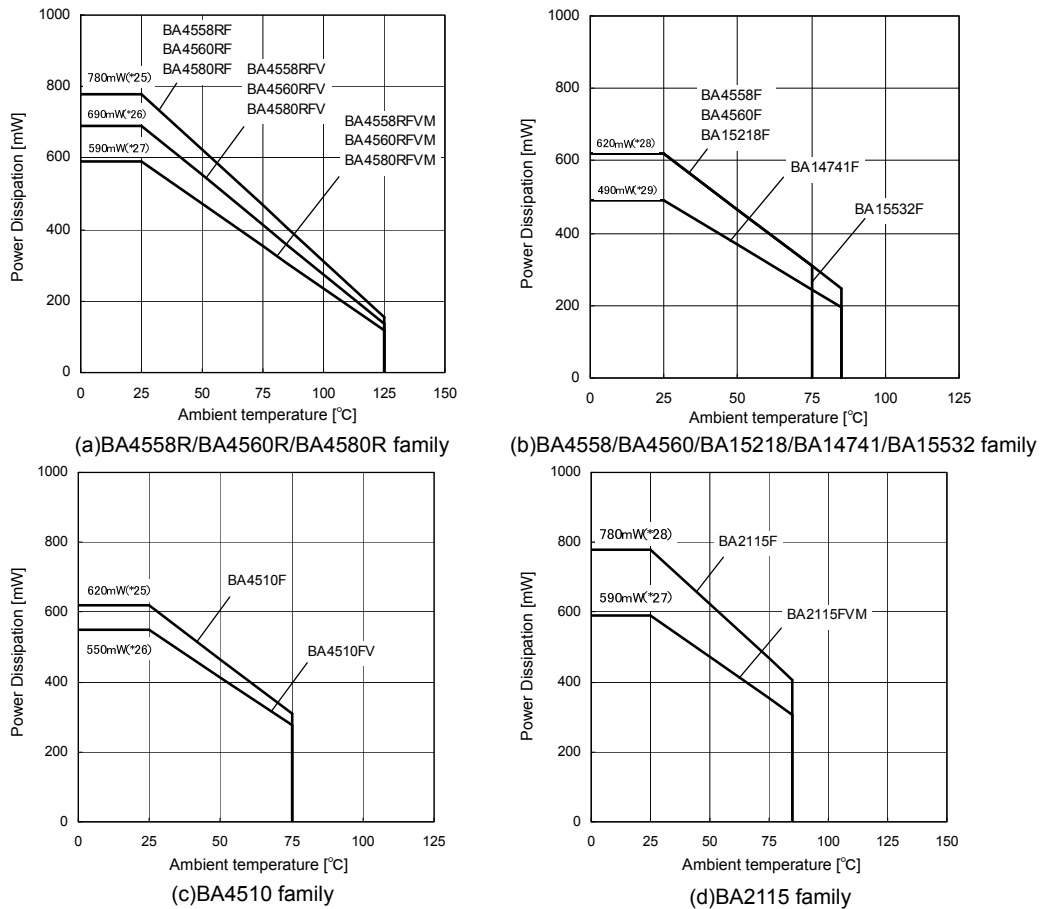 1000
800
600
400
200
0
Power Dissipation [mW]
780mW(*25)
690mW(*26)
590mW(*27)
BA4558RF
BA4560RF
BA4580RF
BA4558RFV
BA4560RFV
BA4580RFV
BA4558RFVM
BA4560RFVM
BA4580RFVM
0 25 50 75 100 125 150
Ambient temperature [°C]
(a)BA4558R/BA4560R/BA4580R family
1000
800
600
400
200
0
Power Dissipation [mW]
620mW(*28)
490mW(*29)
BA4558F
BA4560F
BA15218F
BA14741F
BA15532F
0 25 50 75 100 125
Ambient temperature [°C]
(b)BA4558/BA4560/BA15218/BA14741/BA15532 family
1000
800
600
400
200
0
Power Dissipation [mW]
620mW(*25)
550mW(*26)
BA4510F
BA4510FV
0 25 50 75 100 125
Ambient temperature [°C]
(c)BA4510 family
1000
800
600
400
200
0
Power Dissipation [mW]
780mW(*28)
590mW(*27)
BA2115F
BA2115FVM
0 25 50 75 100 125 150
Ambient temperature [°C]
(d)BA2115 family